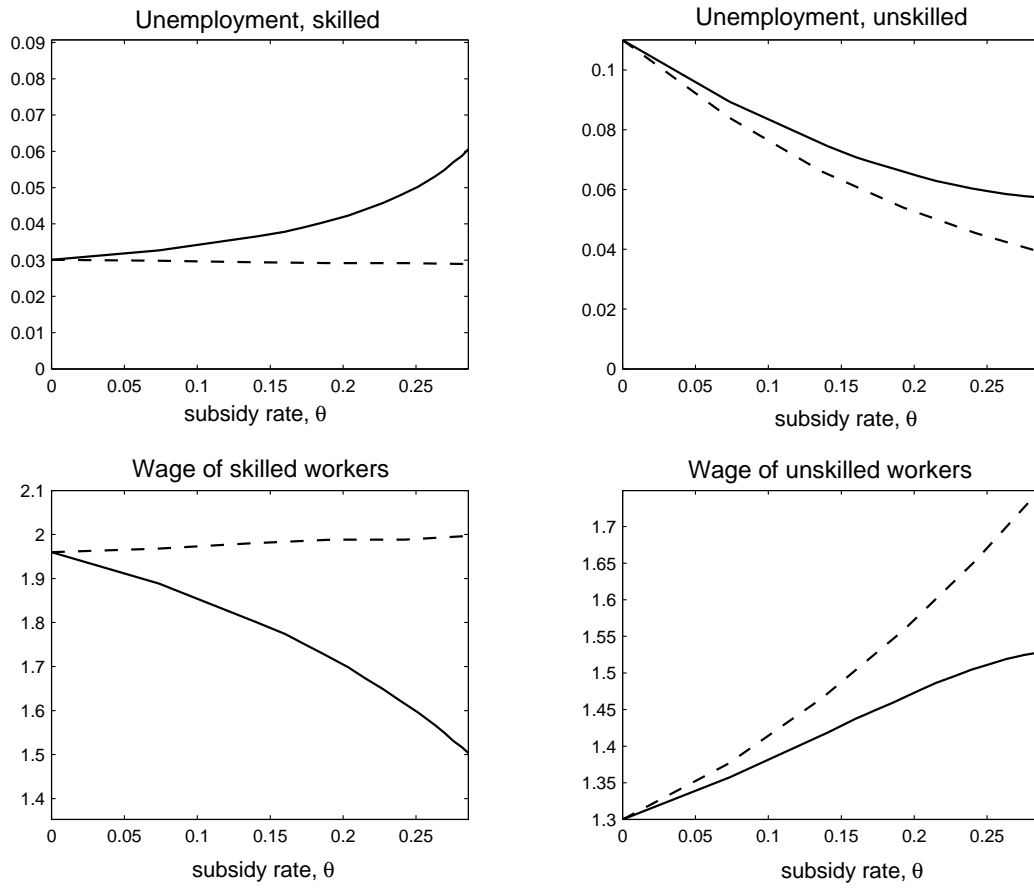 Unemployment, skilled
0.09
0.08
0.07
0.06
0.05
0.04
0.03
0.02
0.01
0
0 0.05 0.1 0.15 0.2 0.25
subsidy rate, θ
Unemployment, unskilled
0.1
0.08
0.06
0.04
0.02
0
0 0.05 0.1 0.15 0.2 0.25
subsidy rate, θ
Wage of skilled workers
2.1
2
1.9
1.8
1.7
1.6
1.5
1.4
0 0.05 0.1 0.15 0.2 0.25
subsidy rate, θ
Wage of unskilled workers
1.7
1.65
1.6
1.55
1.5
1.45
1.4
1.35
1.3
0 0.05 0.1 0.15 0.2 0.25
subsidy rate, θ